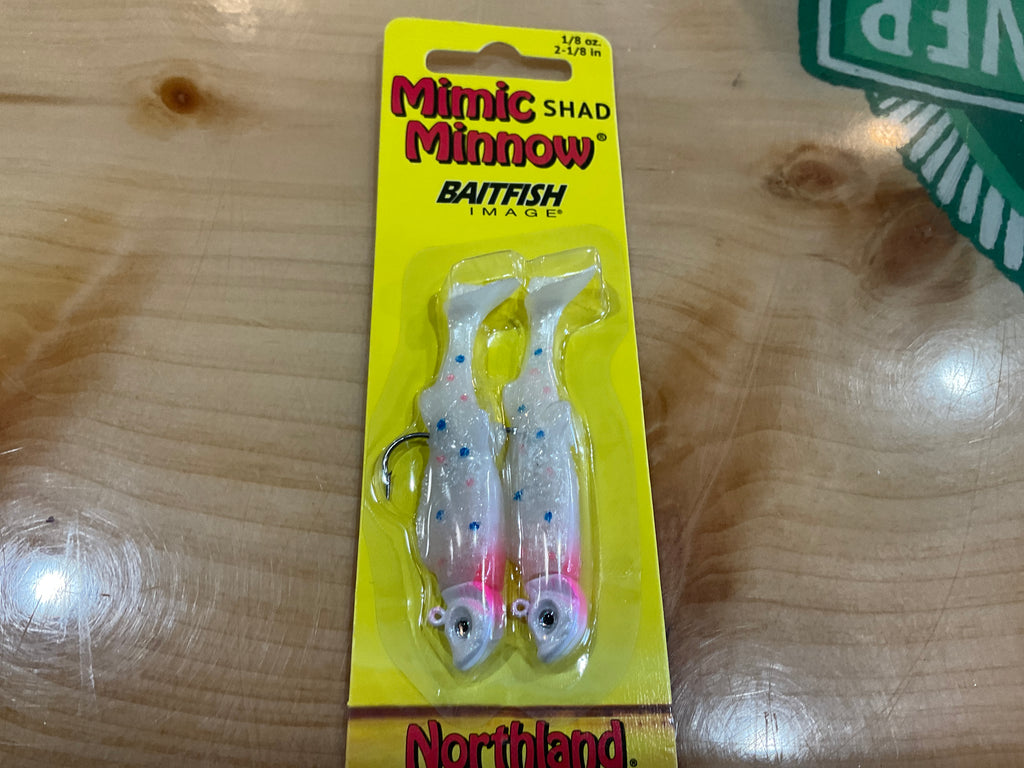 1/8 oz.
2-1/8 in
Mimic SHAD
Minnow®
BAITFISH
IMAGE®
Northland®